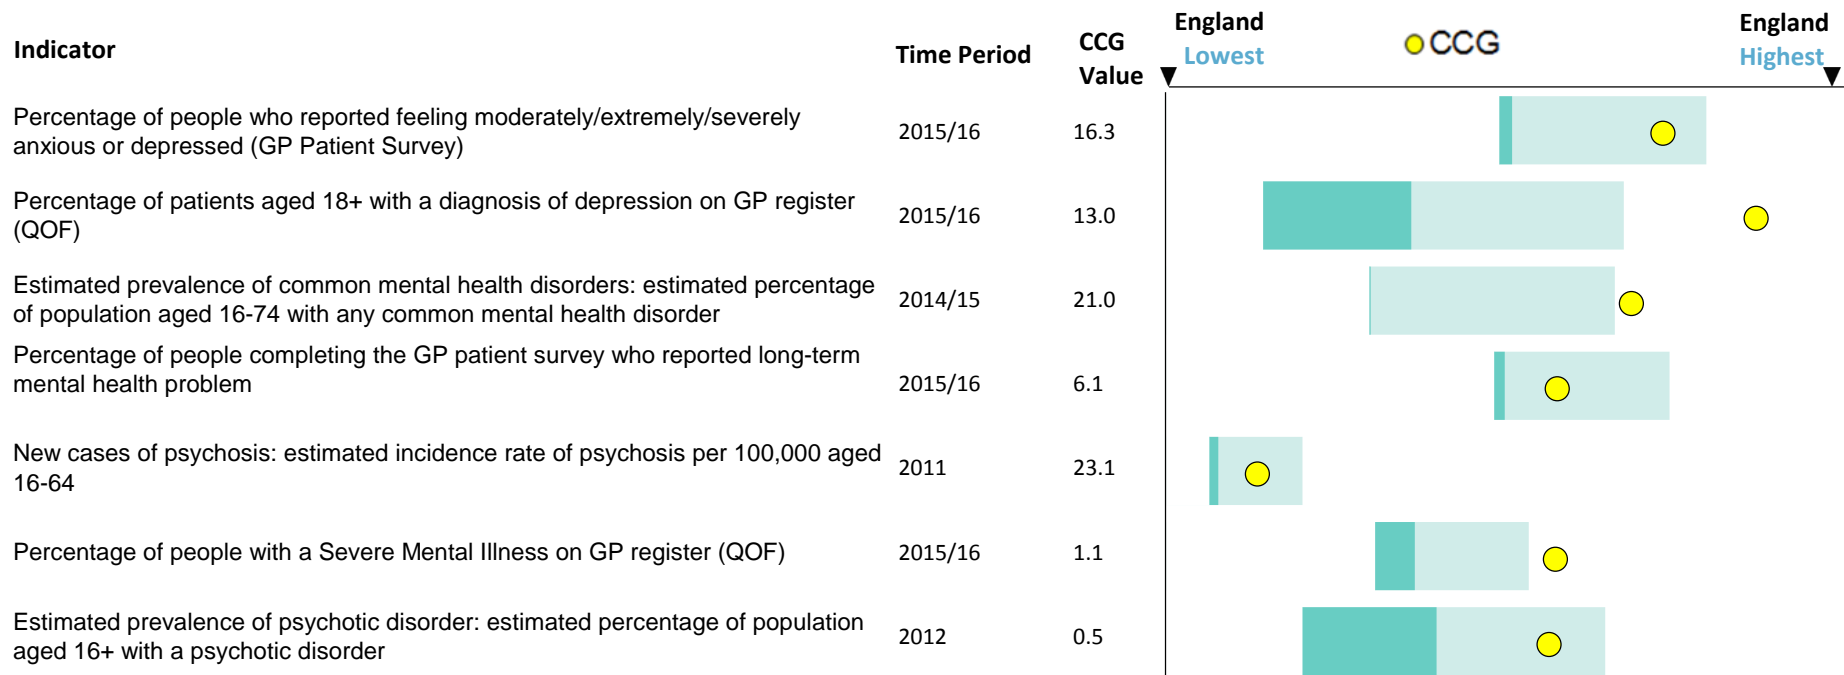 Indicator
Time Period
CCG
Value
England
Lowest
CCG
England
Highest
Percentage of people who reported feeling moderately/extremely/severely
anxious or depressed (GP Patient Survey)
2015/16
16.3
Percentage of patients aged 18+ with a diagnosis of depression on GP register
(QOF)
2015/16
13.0
Estimated prevalence of common mental health disorders: estimated percentage
of population aged 16-74 with any common mental health disorder
2014/15
21.0
Percentage of people completing the GP patient survey who reported long-term
mental health problem
2015/16
6.1
New cases of psychosis: estimated incidence rate of psychosis per 100,000 aged
16-64
2011
23.1
Percentage of people with a Severe Mental Illness on GP register (QOF)
2015/16
1.1
Estimated prevalence of psychotic disorder: estimated percentage of population
aged 16+ with a psychotic disorder
2012
0.5